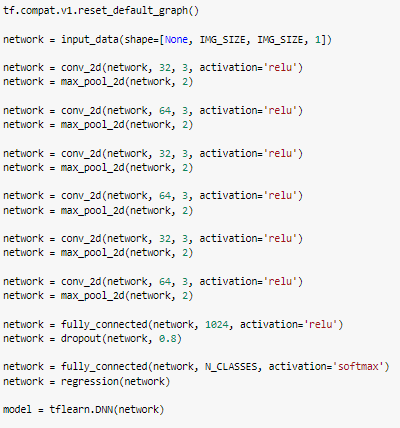 tf.compat.v1.reset_default_graph()
network = input_data(shape=[None, IMG_SIZE, IMG_SIZE, 1])
network = conv_2d(network, 32, 3, activation='relu')
network = max_pool_2d(network, 2)
network = conv_2d(network, 64, 3, activation='relu')
network = max_pool_2d(network, 2)
network = conv_2d(network, 32, 3, activation='relu')
network = max_pool_2d(network, 2)
network = conv_2d(network, 64, 3, activation='relu')
network = max_pool_2d(network, 2)
network = conv_2d(network, 32, 3, activation='relu')
network = max_pool_2d(network, 2)
network = conv_2d(network, 64, 3, activation='relu')
network = max_pool_2d(network, 2)
network = fully_connected(network, 1024, activation='relu')
network = dropout(network, 0.8)
network = fully_connected(network, N_CLASSES, activation='softmax')
network = regression(network)
model = tflearn.DNN(network)